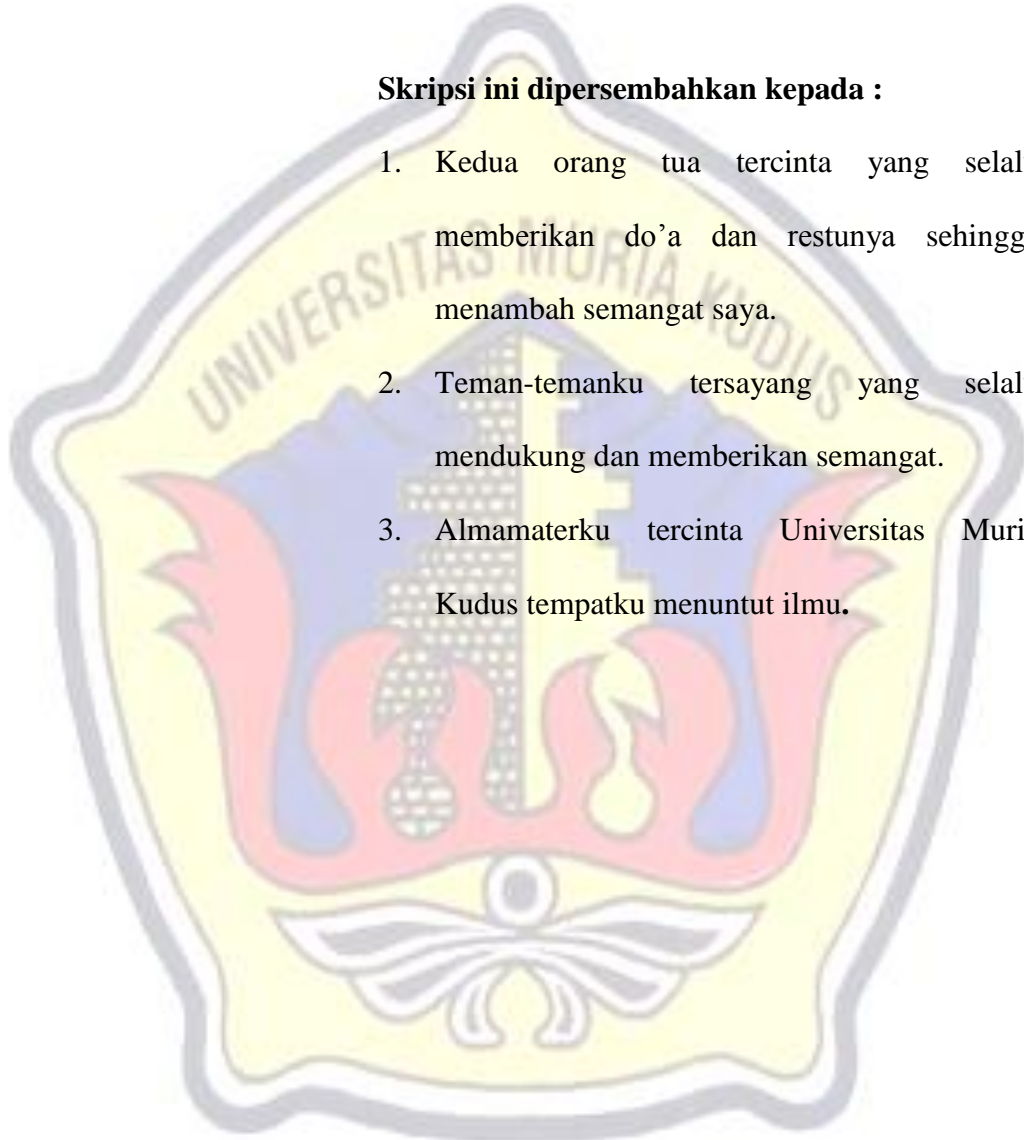 Skripsi ini dipersembahkan kepada :
1. Kedua orang tua tercinta yang selal
memberikan do’a dan restunya sehingg
menambah semangat saya.
2. Teman-temanku tersayang yang selal
mendukung dan memberikan semangat.
3. Almamaterku tercinta Universitas Muri
Kudus tempatku menuntut ilmu.
UNIVERSITAS MURIA KUDUS